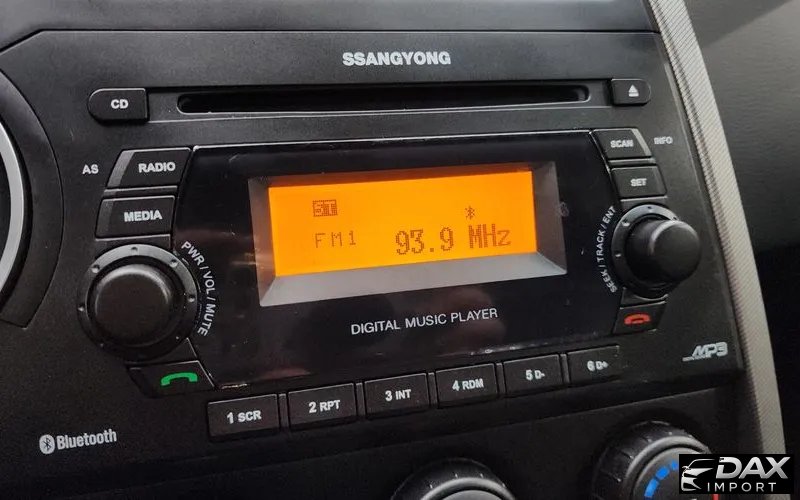 SSANGYONG
CD
AS
RADIO
SCAN
INFO
MEDIA
SET
FM1
93.9 MHz
PWR/VOL/MUTE
SEEK/TRACK/ENT
DIGITAL MUSIC PLAYER
MP3
1 SCR
2 RPT
3 INT
4 RDM
5 D-
6 D+
Bluetooth
DAX
IMPORT